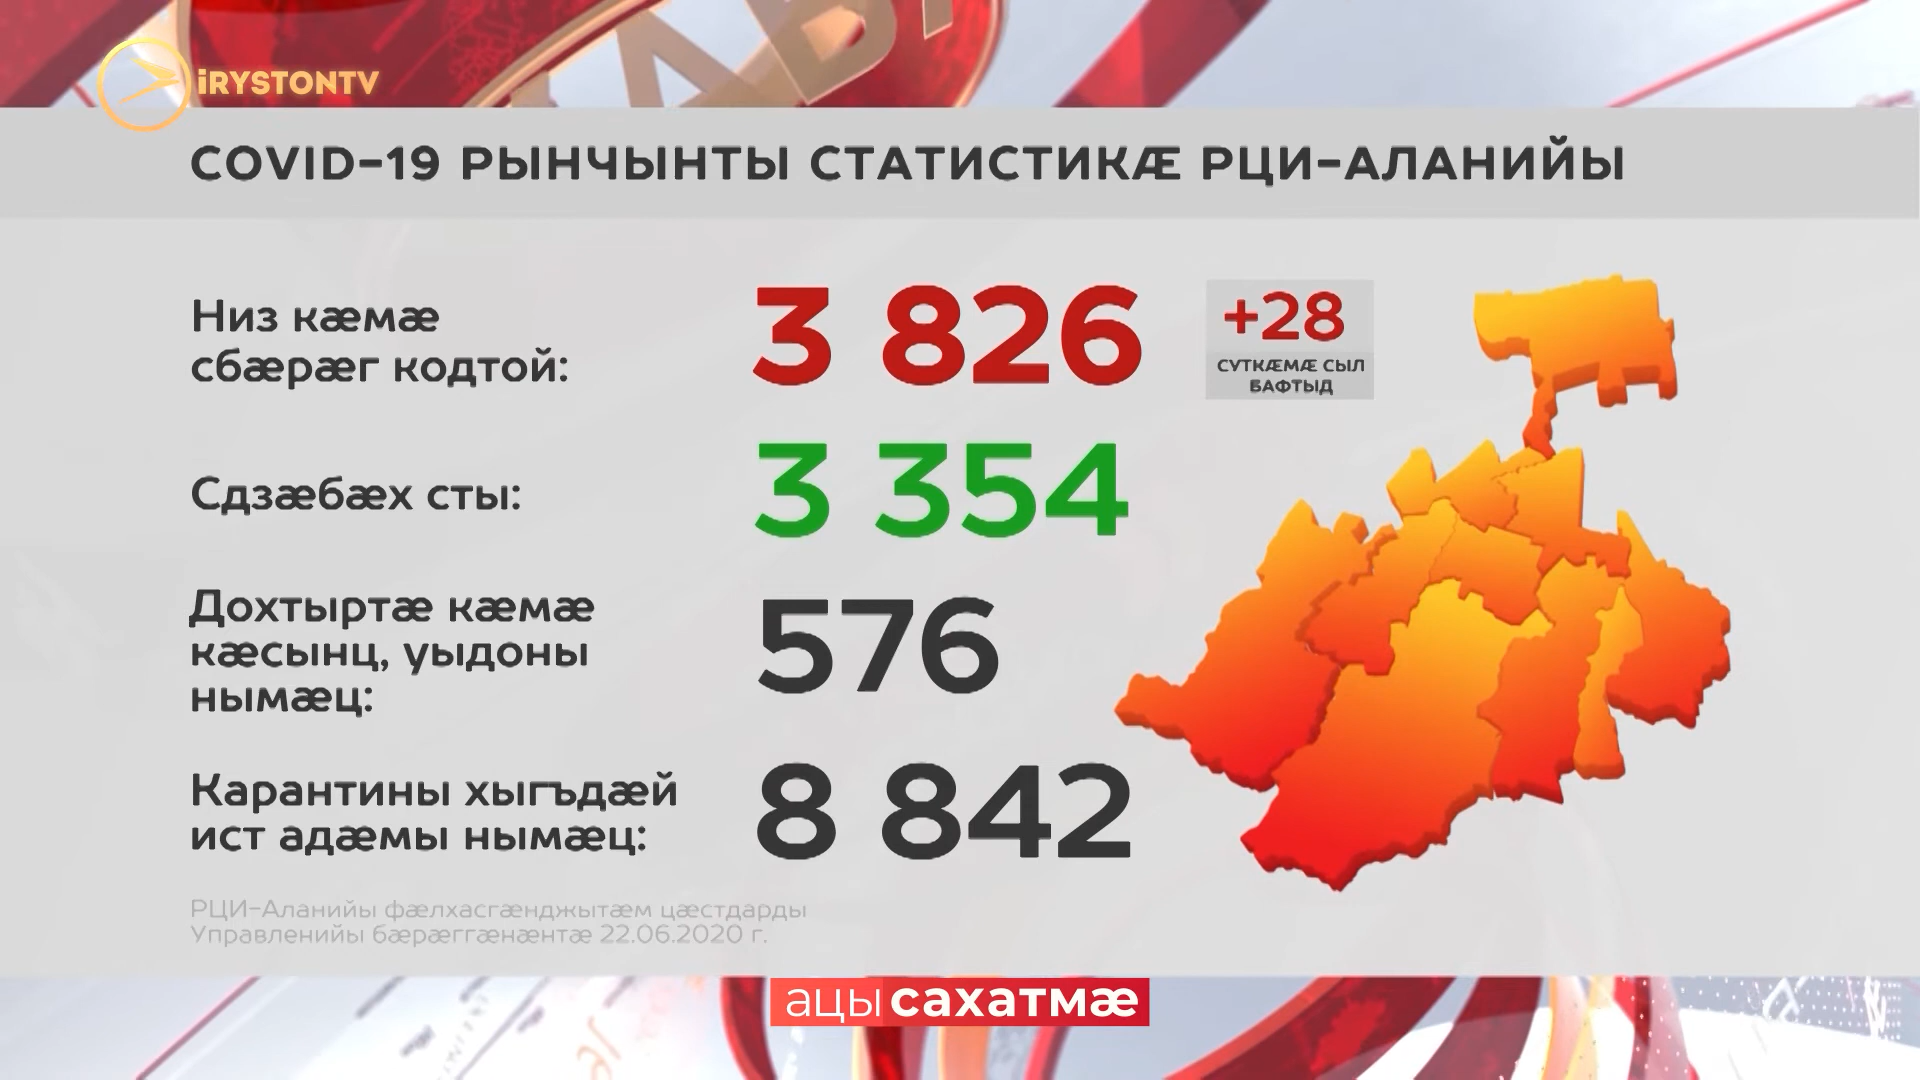 iRYSTONTV
COVID-19 РЫНЧЫНТЫ СТАТИСТИКÆ РЦИ-АЛАНИЙЫ
Низ кæмæ
сбæрæг кодтой:
3 826
+28
СУТКÆМÆ СЫЛ
БАФТЫД
Сдзæбæх сты:
3 354
Дохтыртæ кæмæ
кæсынц, уыдоны
нымæц:
576
Карантины хыгъдæй
ист адæмы нымæц:
8 842
РЦИ-Аланийы фæлхасгæнджытæм цæстдарды
Управленийы бæрæггæнæнтæ 22.06.2020 г.
ацы сахатмæ